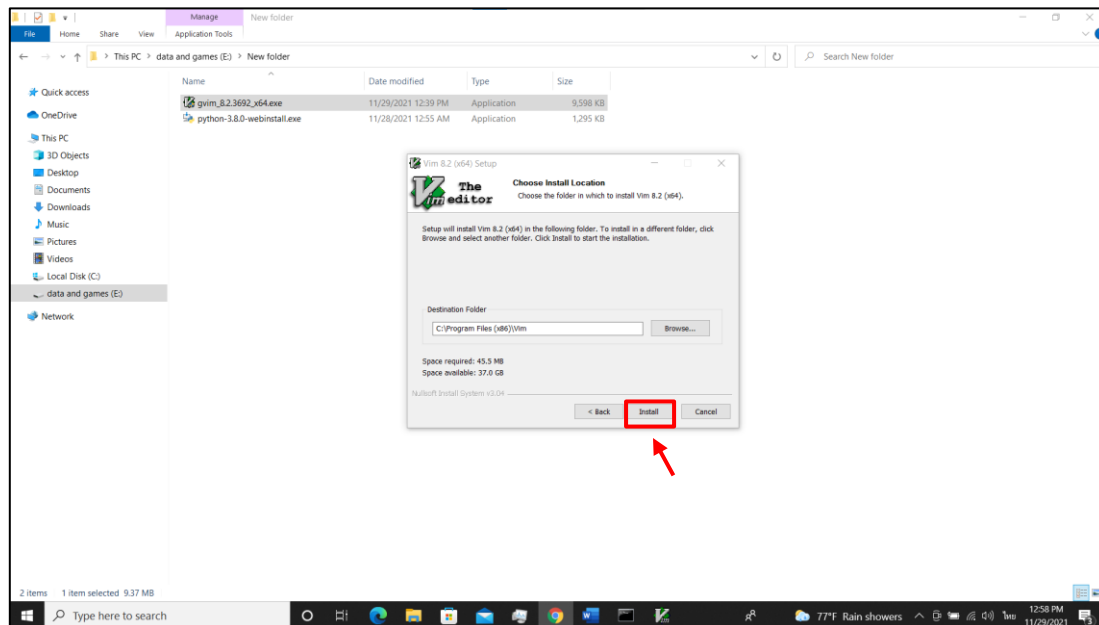 Manage New folder
File Home Share View Application Tools
This PC > data and games (E:) > New folder
Search New folder
Name Date modified Type Size
Quick access
gvim_8.2.3692_x64.exe 11/29/2021 12:39 PM Application 9,598 KB
OneDrive
python-3.8.0-webinstall.exe 11/28/2021 12:55 AM Application 1,295 KB
This PC
3D Objects
Desktop
Documents
Downloads
Music
Pictures
Videos
Local Disk (C:)
data and games (E:)
Network
Vim 8.2 (x64) Setup
The
Vim editor
Choose Install Location
Choose the folder in which to install Vim 8.2 (x64).
Setup will install Vim 8.2 (x64) in the following folder. To install in a different folder, click
Browse and select another folder. Click Install to start the installation.
Destination Folder
C:\Program Files (x86)\Vim
Browse...
Space required: 45.5 MB
Space available: 37.0 GB
Nullsoft Install System v3.04
< Back Install Cancel
2 items 1 item selected 9.37 MB
Type here to search
77°F Rain showers
ไทย
12:58 PM
11/29/2021
3